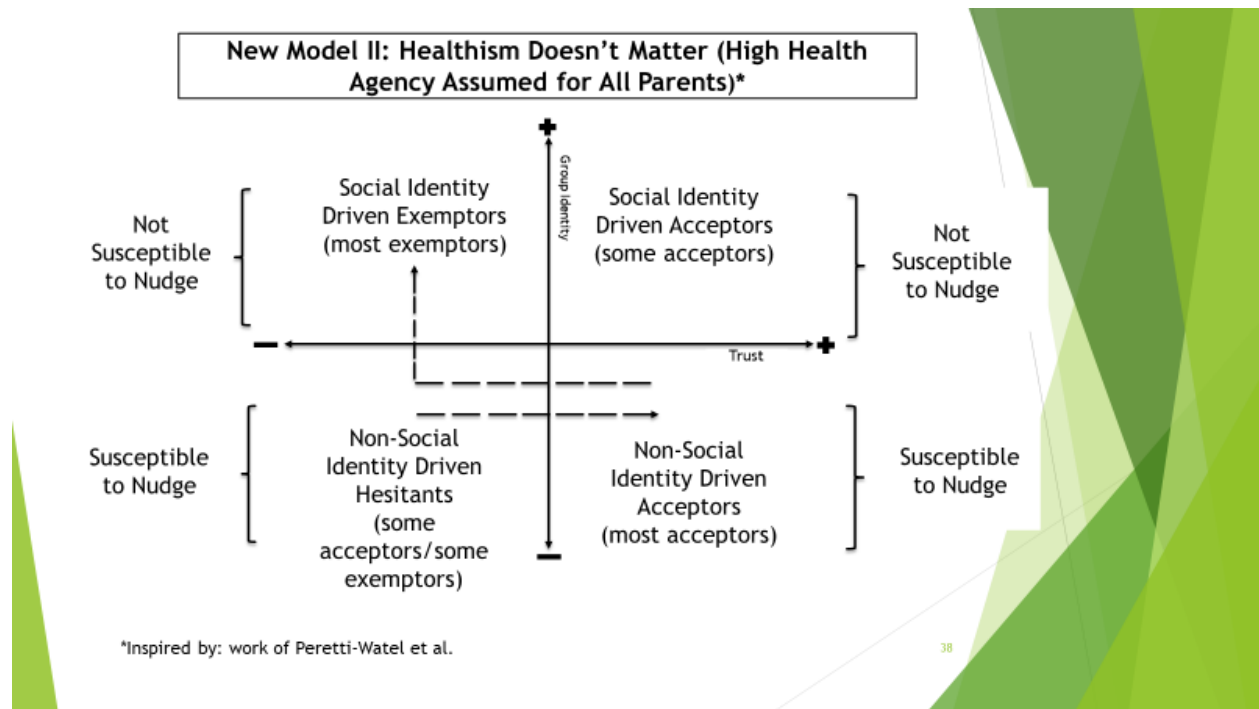 New Model II: Healthism Doesn't Matter (High Health
Agency Assumed for All Parents)*
+
Group Identity
Not
Susceptible
to Nudge
Social Identity
Driven Exemptors
(most exemptors)
Social Identity
Driven Acceptors
(some acceptors)
Not
Susceptible
to Nudge
–
Trust
+
Susceptible
to Nudge
Non-Social
Identity Driven
Hesitants
(some
acceptors/some
exemptors)
Non-Social
Identity Driven
Acceptors
(most acceptors)
Susceptible
to Nudge
–
*Inspired by: work of Peretti-Watel et al.
38